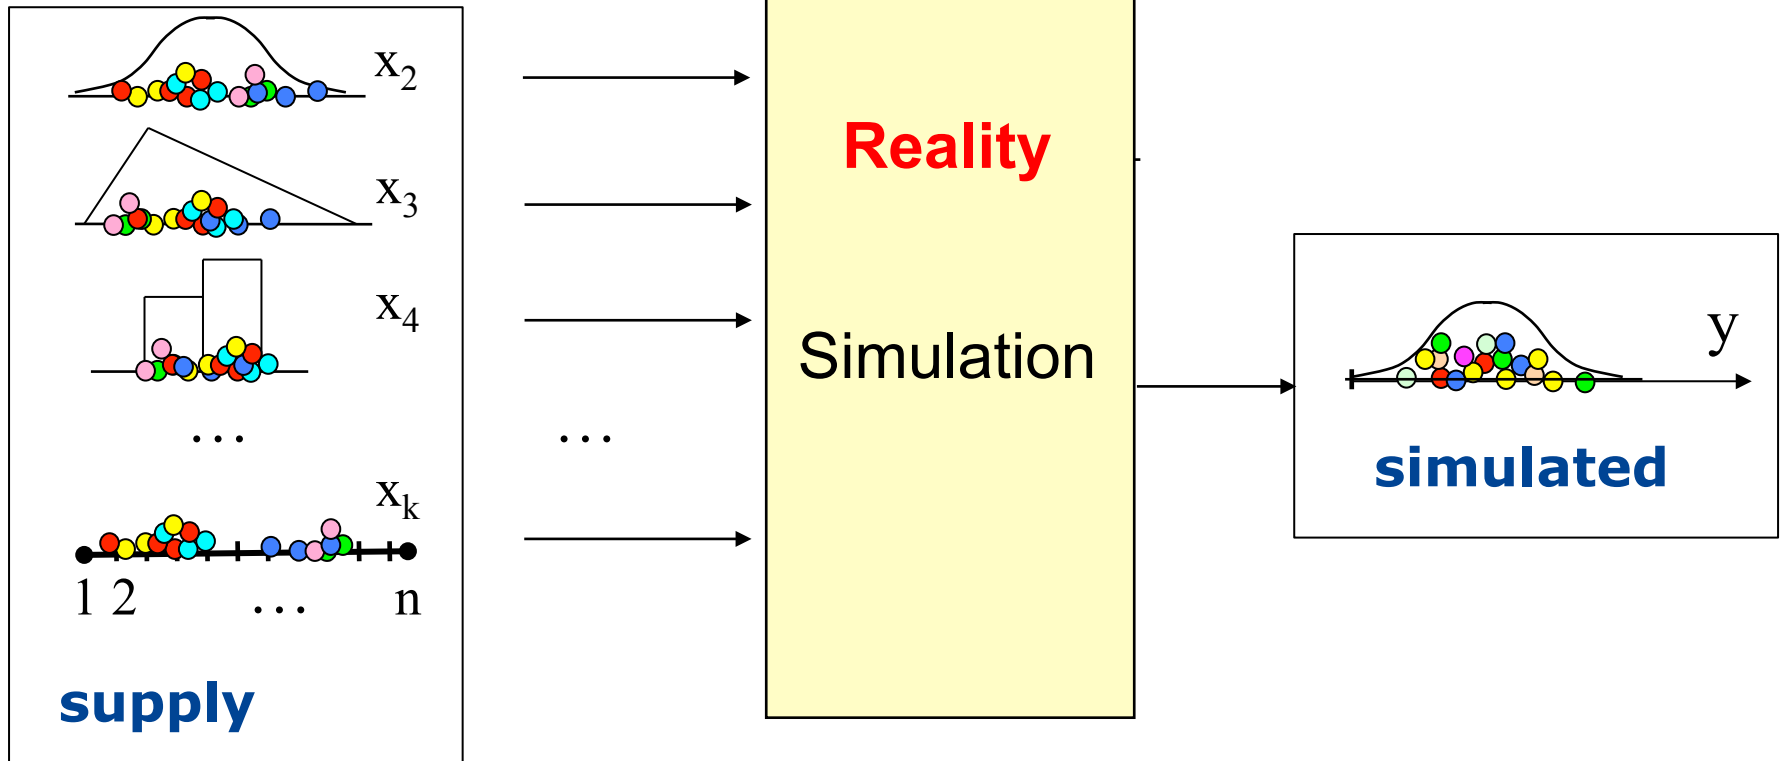 x₂
Reality
x₃
x₄
Simulation
y
… …
simulated
xₖ
1 2 … n
supply